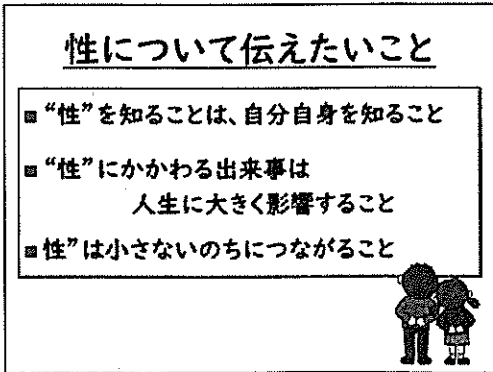 性について伝えたいこと
■“性”を知ることは、自分自身を知ること
■“性”にかかわる出来事は
人生に大きく影響すること
■性”は小さないのちにつながること